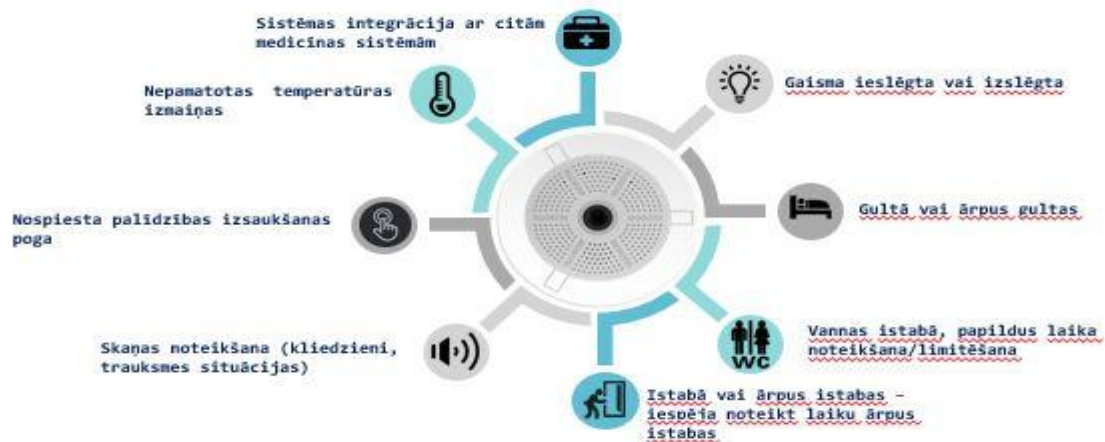 Sistēmas integrācija ar citām
medicīnas sistēmām
Gaisma ieslēgta vai izslēgta
Nepamatotas temperatūras
izmaiņas
Nospiesta palīdzības izsaukšanas
poga
Gultā vai ārpus gultas
Skaņas noteikšana (kliedzieni,
trauksmes situācijas)
Vannas istabā, papildus laika
noteikšana/limitēšana
WC
Istabā vai ārpus istabas –
iespēja noteikt laiku ārpus
istabas